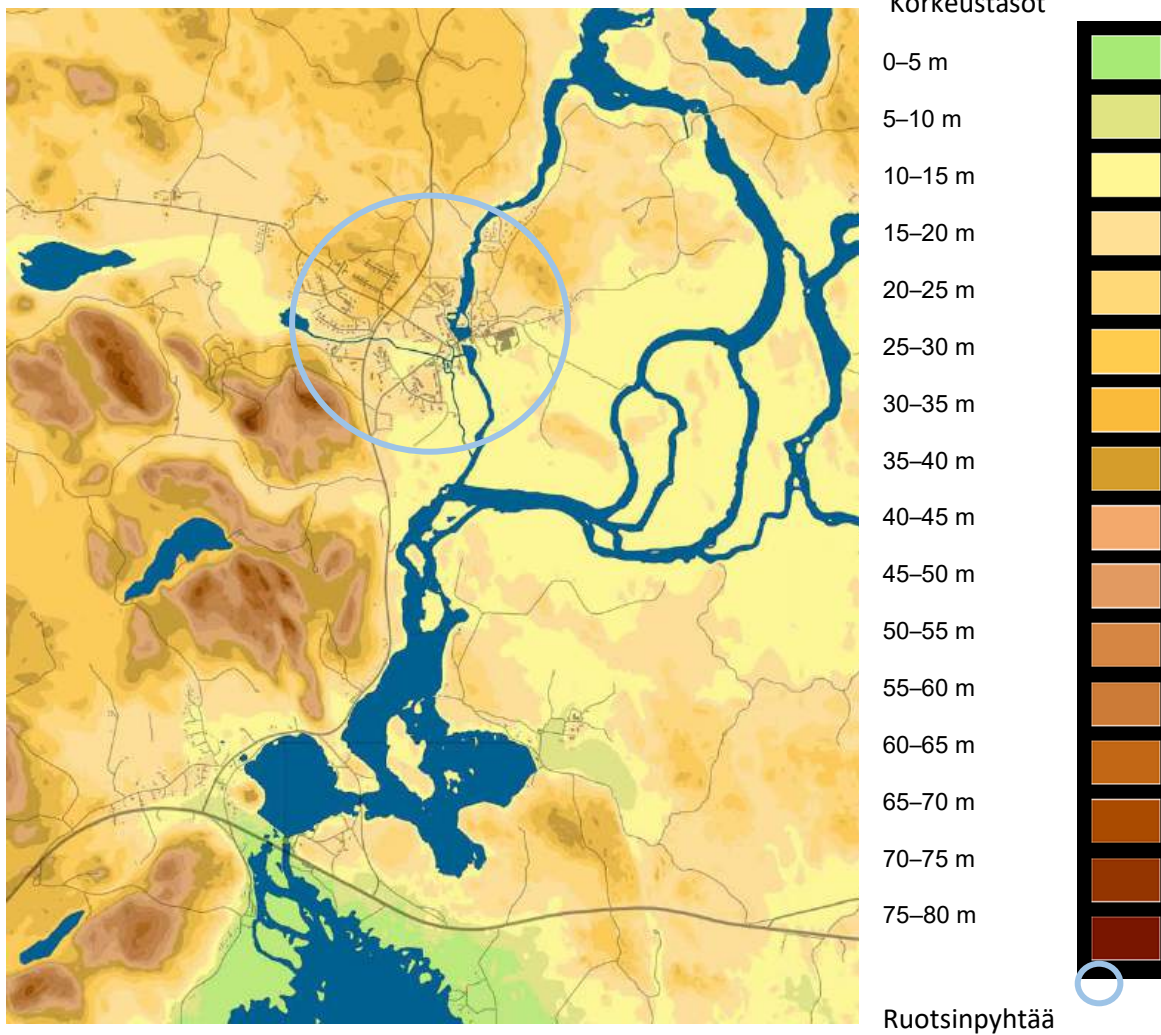 Korkeustasot
0–5 m
5–10 m
10–15 m
15–20 m
20–25 m
25–30 m
30–35 m
35–40 m
40–45 m
45–50 m
50–55 m
55–60 m
60–65 m
65–70 m
70–75 m
75–80 m
Ruotsinpyhtää